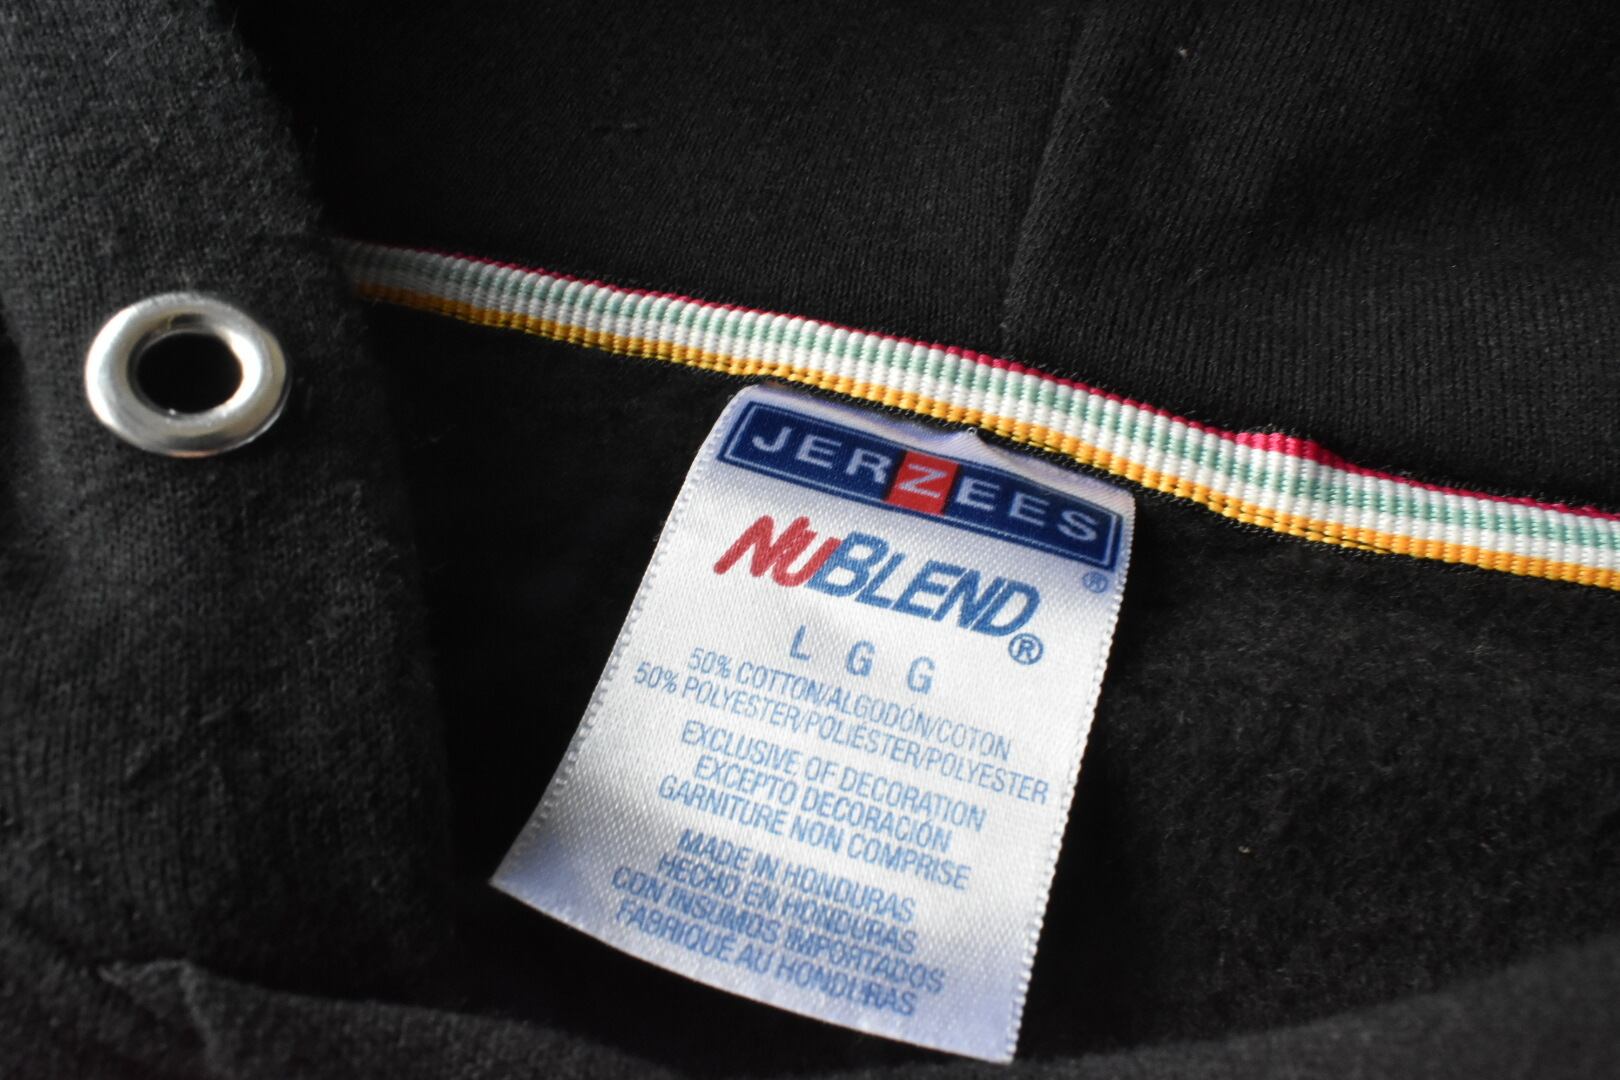 JERZEES
®
NUBLEND®
L G G
50% COTTON/ALGODÓN/COTON
50% POLYESTER/POLIESTER/POLYESTER
EXCLUSIVE OF DECORATION
EXCEPTO DECORACIÓN
GARNITURE NON COMPRISE
MADE IN HONDURAS
HECHO EN HONDURAS
CON INSUMOS IMPORTADOS
FABRIQUÉ AU HONDURAS